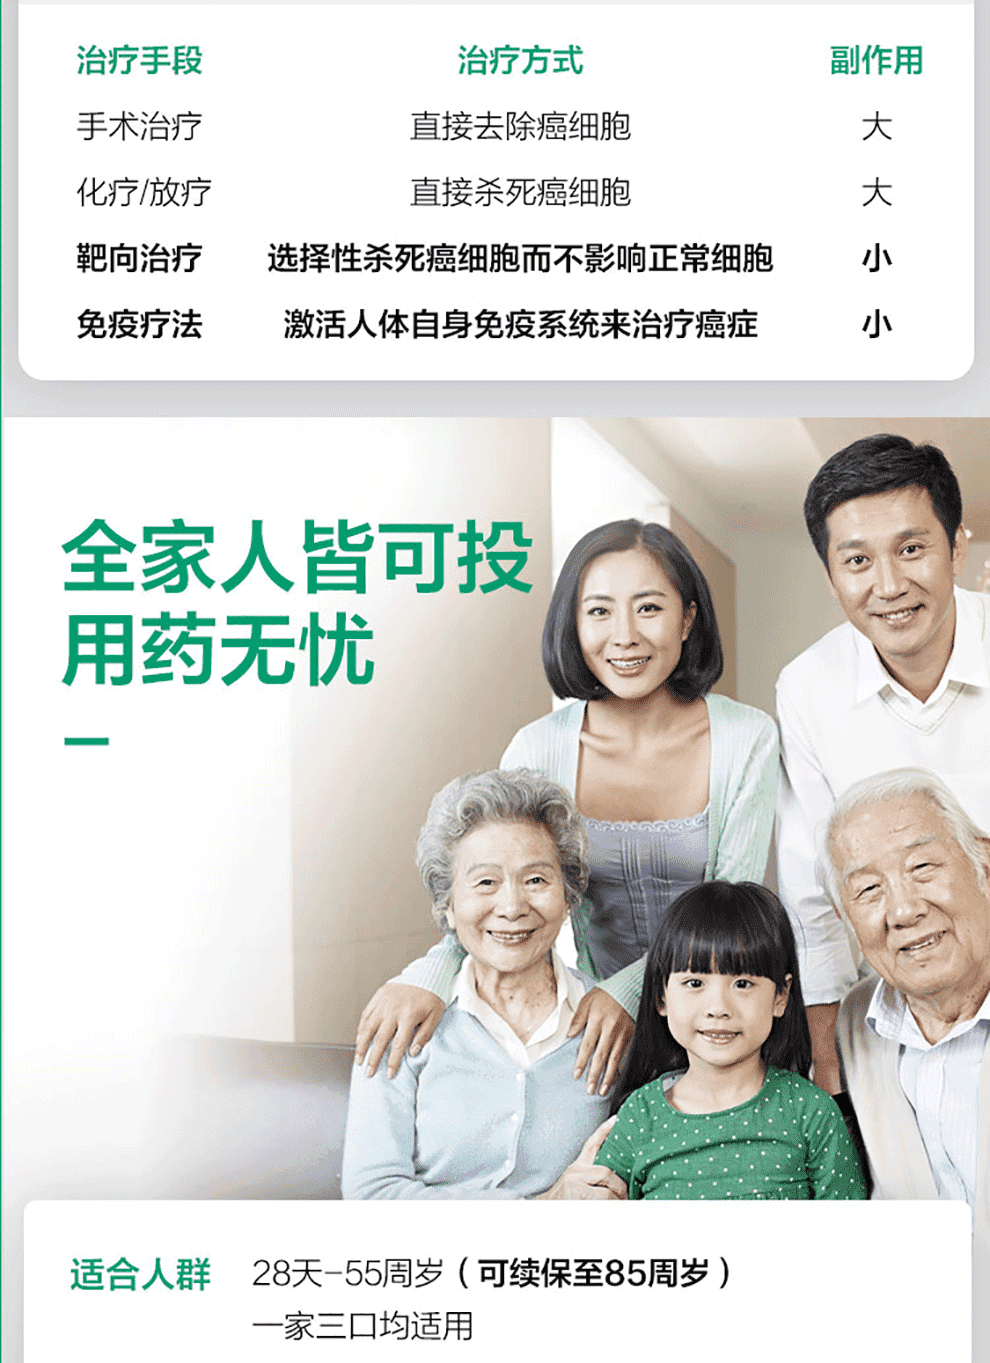 治疗手段 治疗方式 副作用
手术治疗 直接去除癌细胞 大
化疗/放疗 直接杀死癌细胞 大
靶向治疗 选择性杀死癌细胞而不影响正常细胞 小
免疫疗法 激活人体自身免疫系统来治疗癌症 小
全家人皆可投
用药无忧
适合人群 28天-55周岁（可续保至85周岁）
一家三口均适用